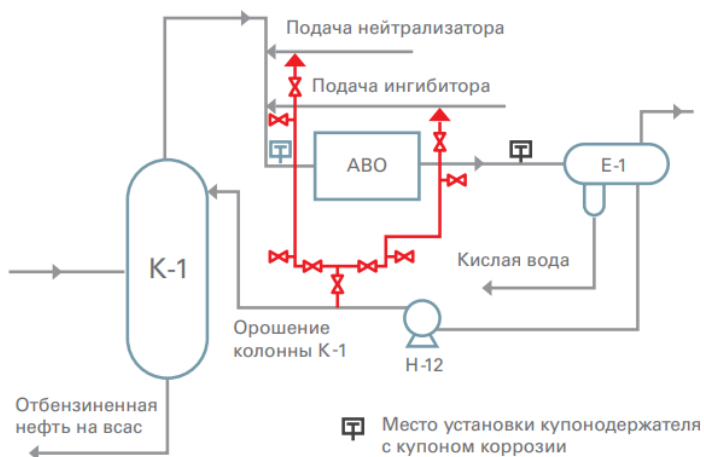 Подача нейтрализатора
Подача ингибитора
АВО
Е-1
К-1
Кислая вода
Орошение
колонны К-1
Н-12
Отбензиненная
нефть на всас
Место установки купонодержателя
с купоном коррозии